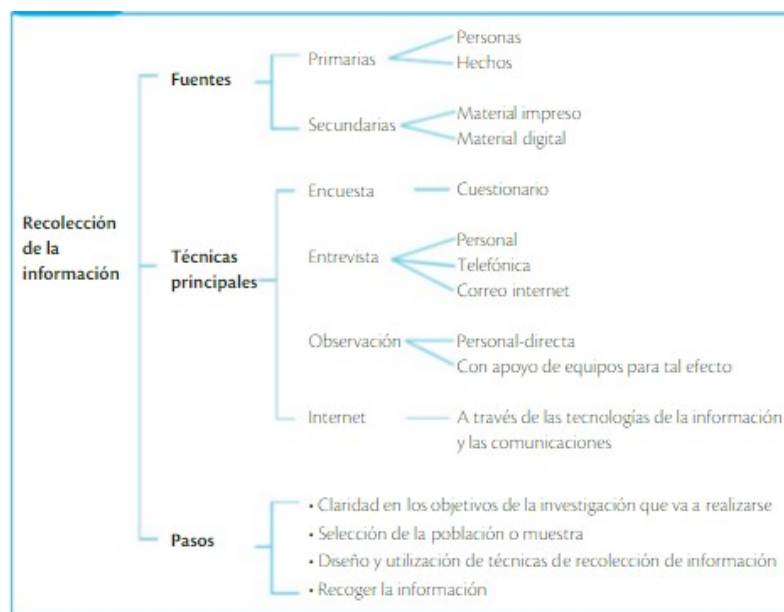 Recolección
de la
información
Fuentes
Primarias
Personas
Hechos
Secundarias
Material impreso
Material digital
Técnicas
principales
Encuesta
Cuestionario
Entrevista
Personal
Telefónica
Correo internet
Observación
Personal-directa
Con apoyo de equipos para tal efecto
Internet
A través de las tecnologías de la información
y las comunicaciones
Pasos
• Claridad en los objetivos de la investigación que va a realizarse
• Selección de la población o muestra
• Diseño y utilización de técnicas de recolección de información
• Recoger la información